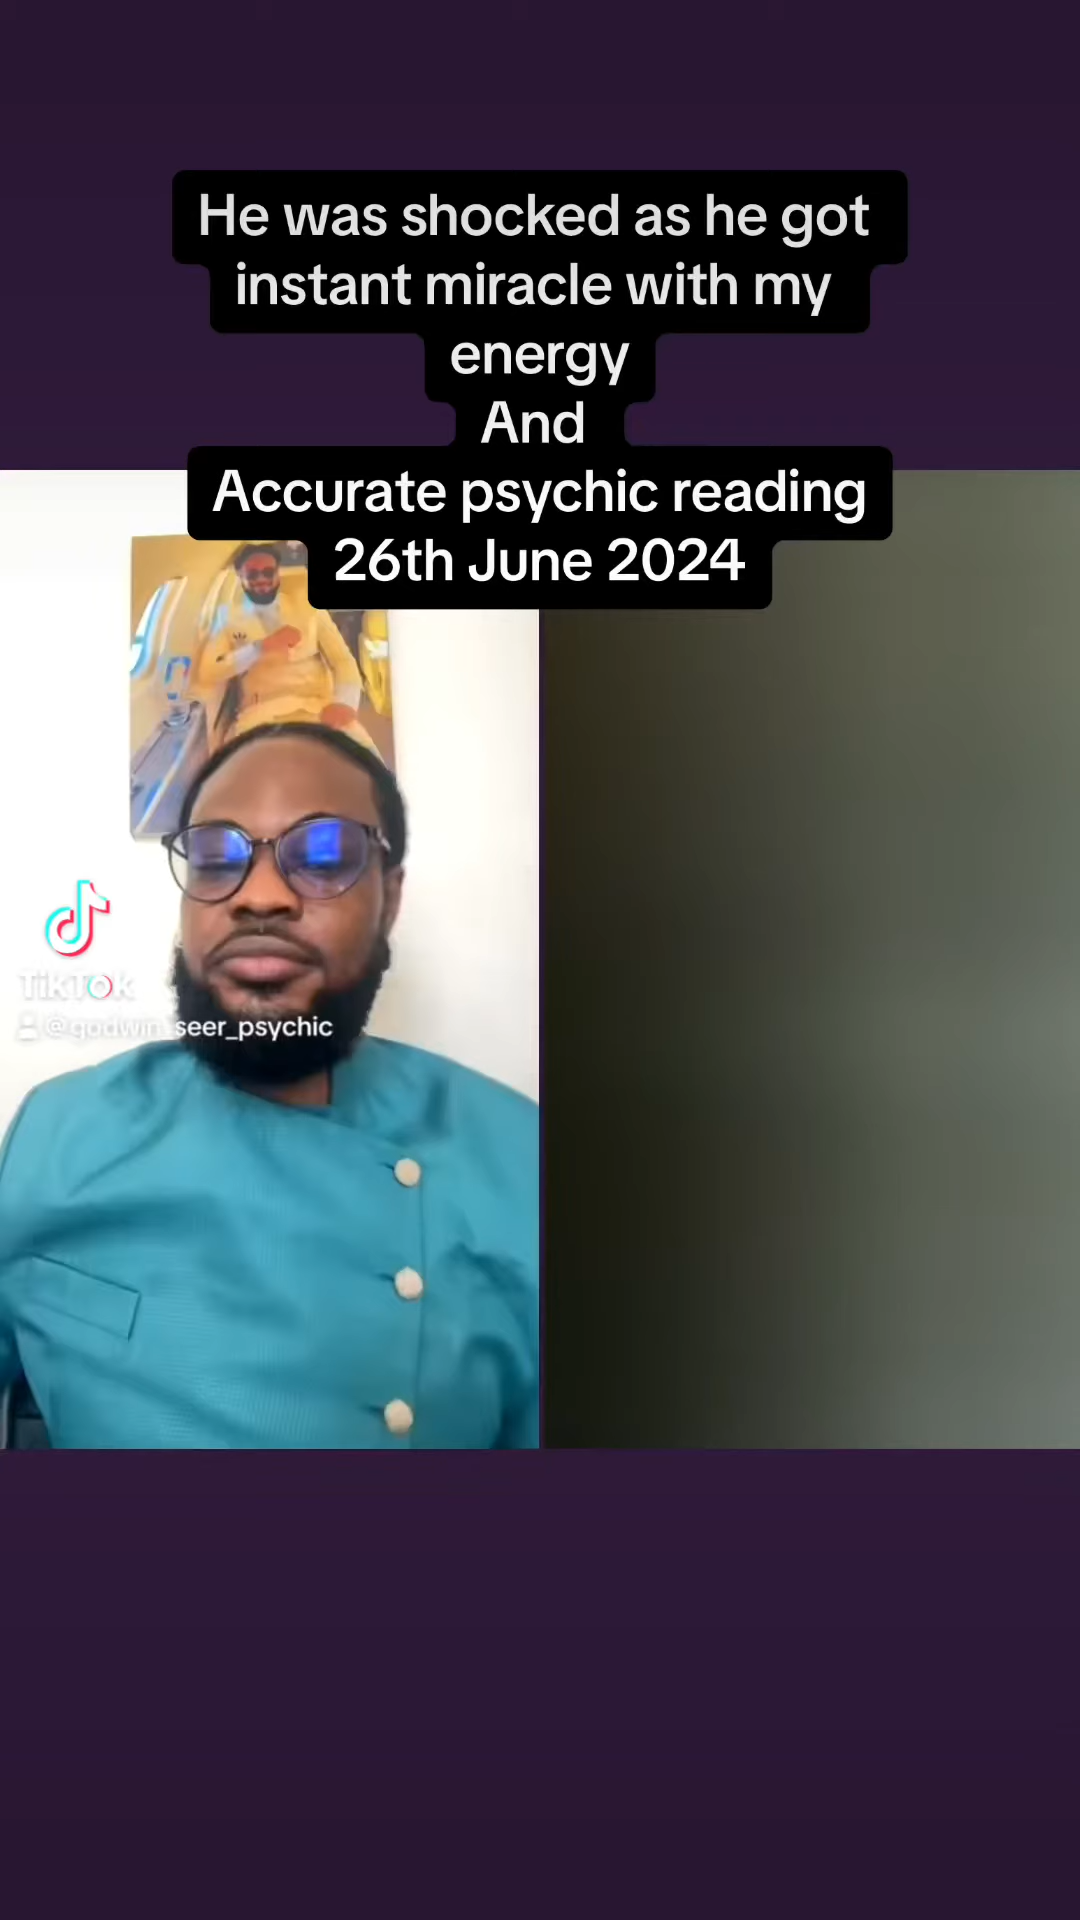 He was shocked as he got
instant miracle with my
energy
And
Accurate psychic reading
26th June 2024
TikTok
@godwin_seer_psychic